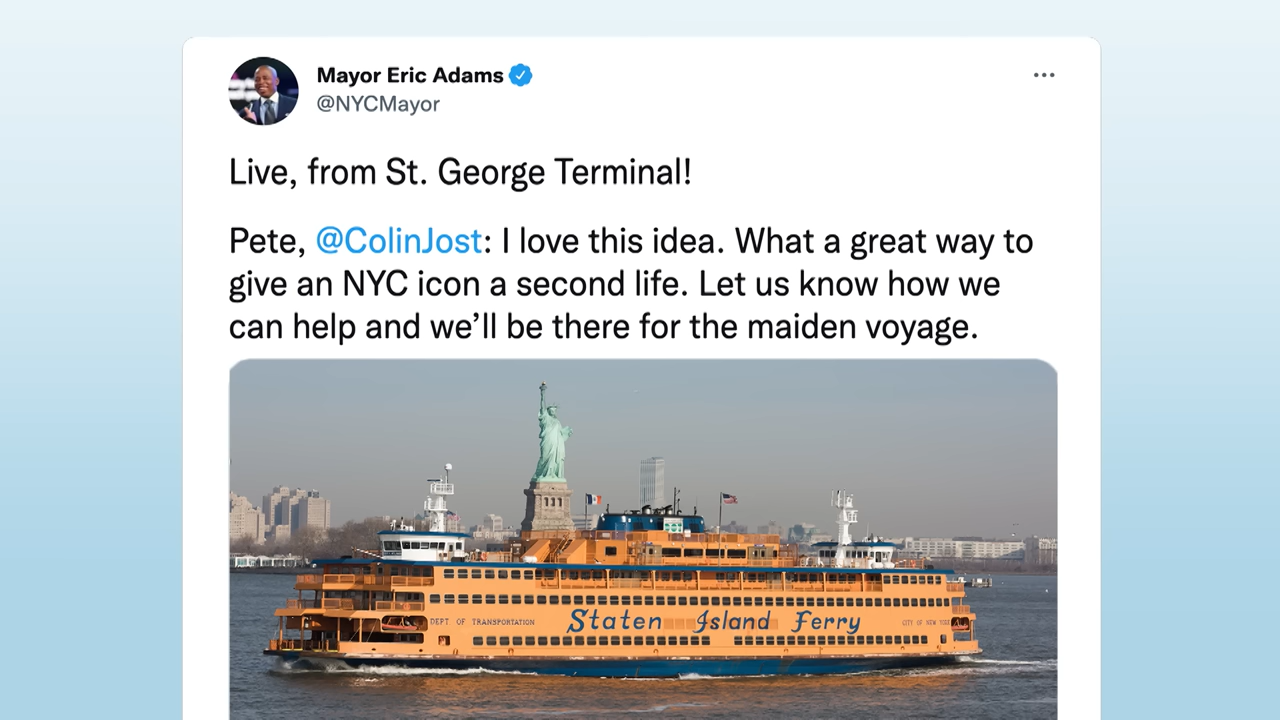 Mayor Eric Adams
@NYCMayor
Live, from St. George Terminal!
Pete, @ColinJost: I love this idea. What a great way to
give an NYC icon a second life. Let us know how we
can help and we’ll be there for the maiden voyage.
DEPT OF TRANSPORTATION
Staten Island Ferry
CITY OF NEW YORK